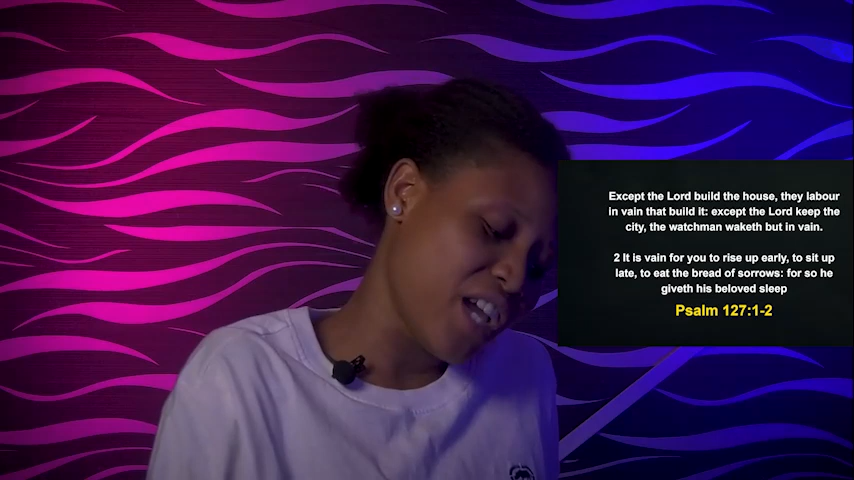 Except the Lord build the house, they labour
in vain that build it: except the Lord keep the
city, the watchman waketh but in vain.
2 It is vain for you to rise up early, to sit up
late, to eat the bread of sorrows: for so he
giveth his beloved sleep
Psalm 127:1-2